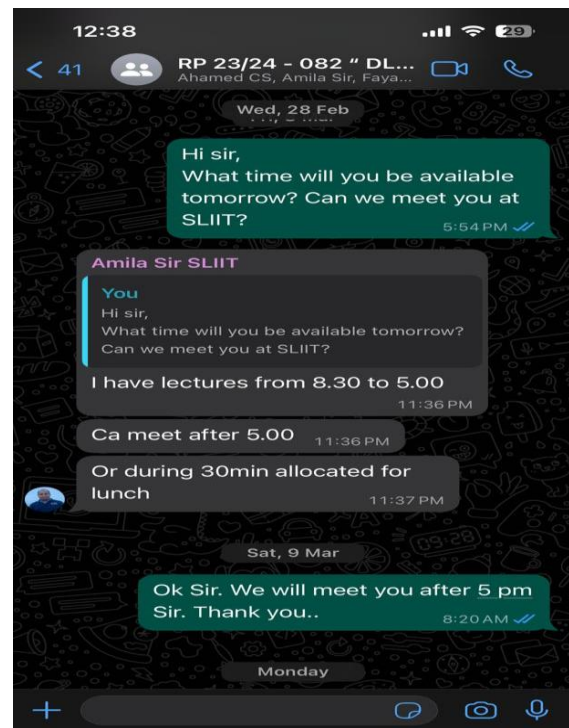 12:38
29
41
RP 23/24 - 082 “ DL...
Ahamed CS, Amila Sir, Faya...
Wed, 28 Feb
Hi sir,
What time will you be available
tomorrow? Can we meet you at
SLIIT?
5:54 PM
Amila Sir SLIIT
You
Hi sir,
What time will you be available tomorrow?
Can we meet you at SLIIT?
I have lectures from 8.30 to 5.00
11:36 PM
Ca meet after 5.00 11:36 PM
Or during 30min allocated for
lunch
11:37 PM
Sat, 9 Mar
Ok Sir. We will meet you after 5 pm
Sir. Thank you..
8:20 AM
Monday